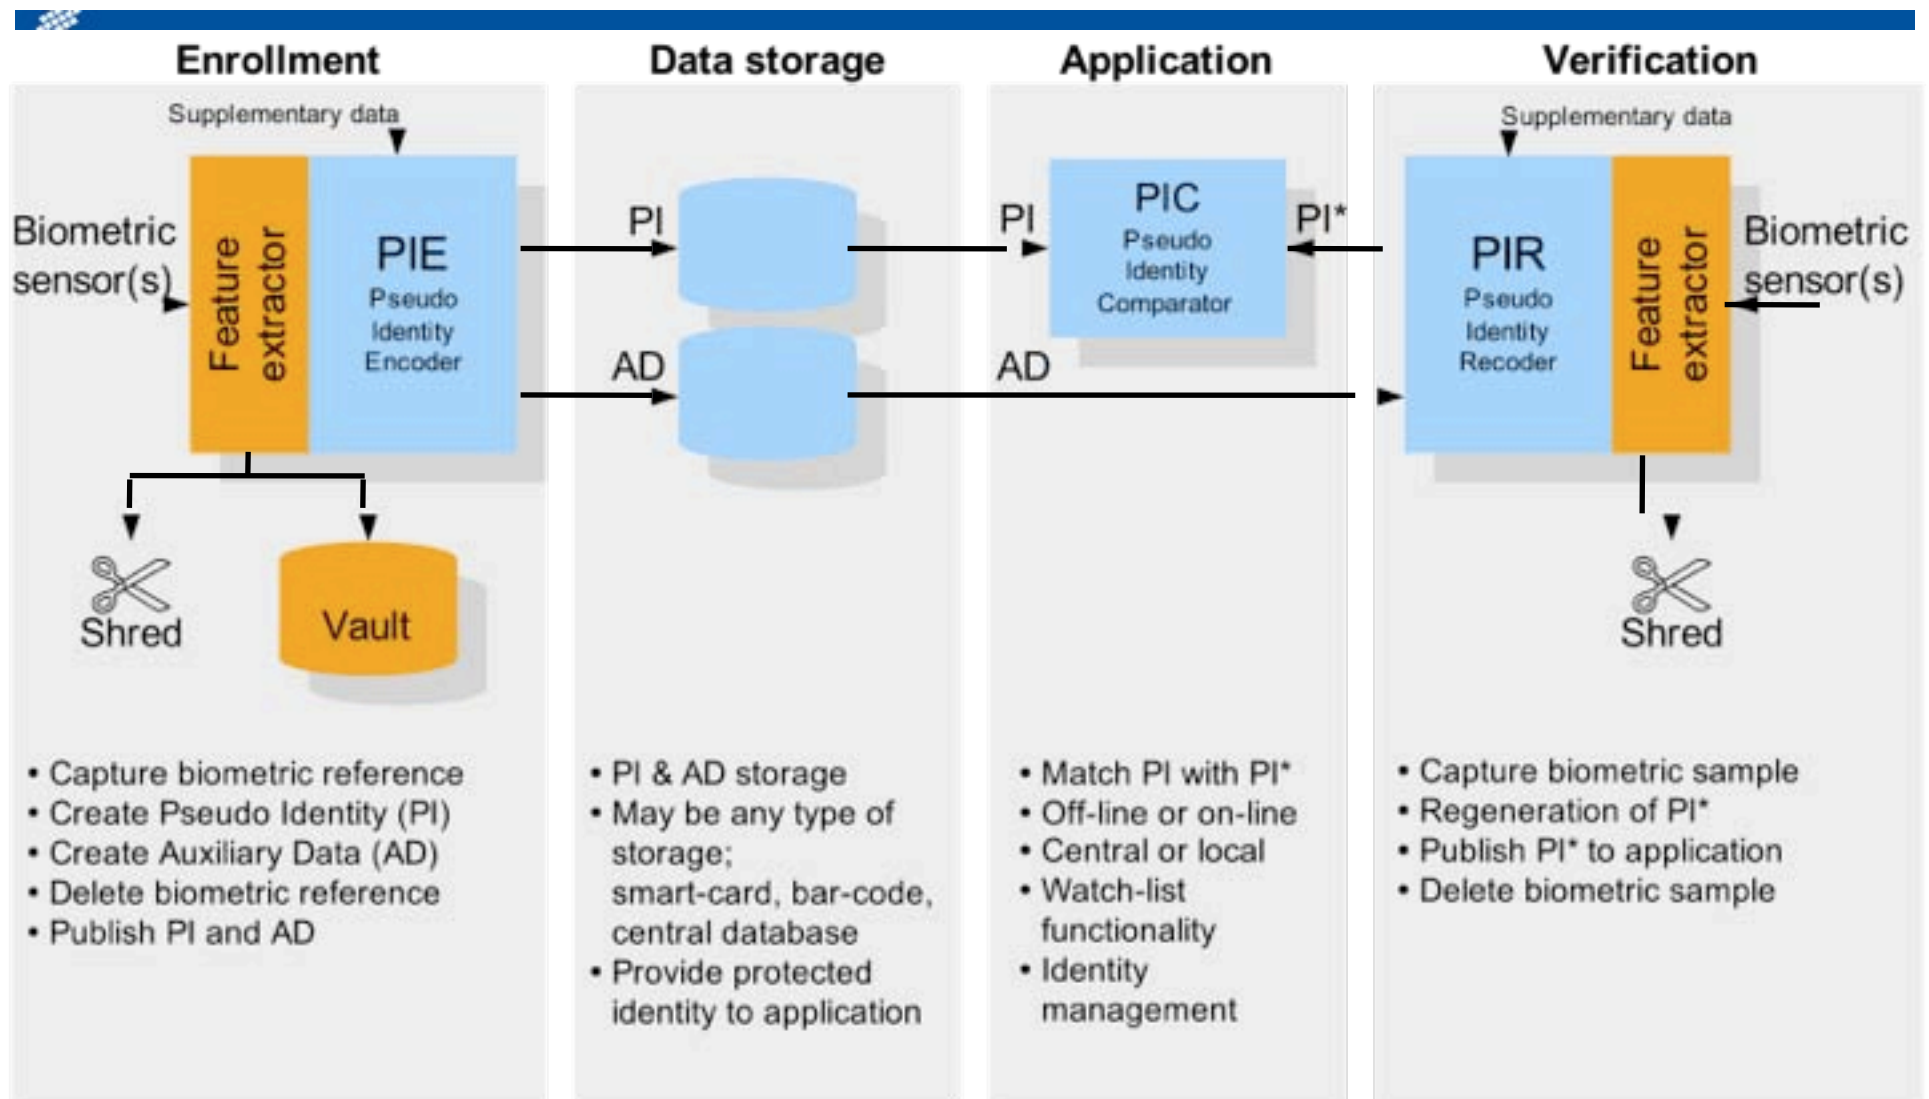 Enrollment
Supplementary data
Biometric
sensor(s)
Feature
extractor
PIE
Pseudo
Identity
Encoder
Shred
Vault
• Capture biometric reference
• Create Pseudo Identity (PI)
• Create Auxiliary Data (AD)
• Delete biometric reference
• Publish PI and AD
Data storage
PI
AD
• PI & AD storage
• May be any type of
storage;
smart-card, bar-code,
central database
• Provide protected
identity to application
Application
PI
PIC
Pseudo
Identity
Comparator
PI*
AD
• Match PI with PI*
• Off-line or on-line
• Central or local
• Watch-list
functionality
• Identity
management
Verification
Supplementary data
PIR
Pseudo
Identity
Recoder
Feature
extractor
Biometric
sensor(s)
Shred
• Capture biometric sample
• Regeneration of PI*
• Publish PI* to application
• Delete biometric sample